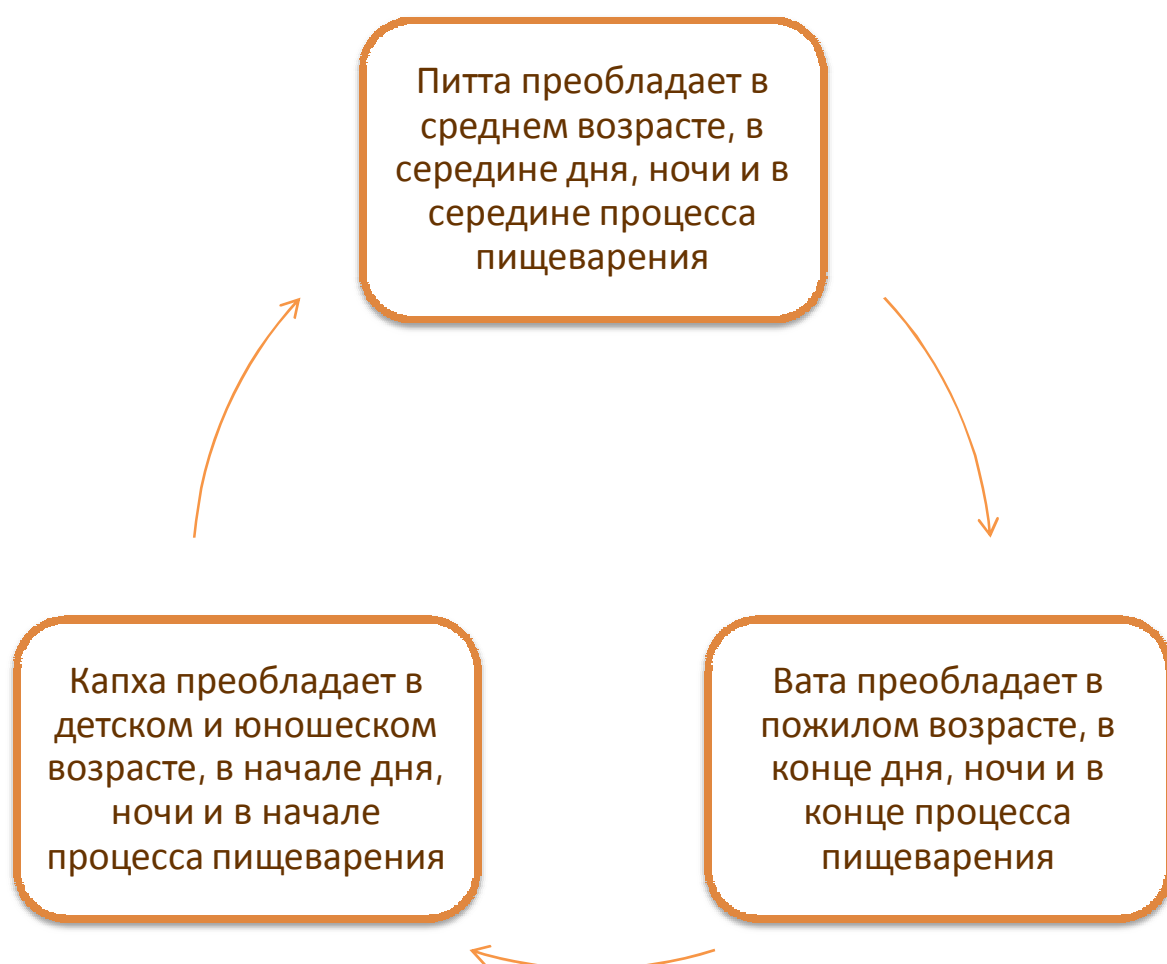 Питта преобладает в
среднем возрасте, в
середине дня, ночи и в
середине процесса
пищеварения
Капха преобладает в
детском и юношеском
возрасте, в начале дня,
ночи и в начале
процесса пищеварения
Вата преобладает в
пожилом возрасте, в
конце дня, ночи и в
конце процесса
пищеварения